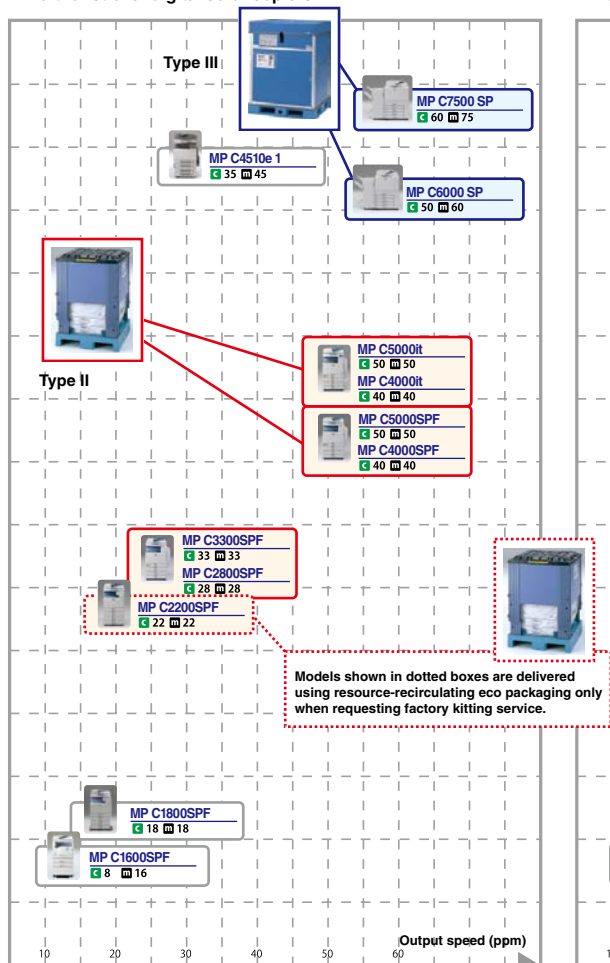 Type III
MP C7500 SP
c 60 m 75
MP C4510e 1
c 35 m 45
MP C6000 SP
c 50 m 60
Type II
MP C5000it
c 50 m 50
MP C4000it
c 40 m 40
MP C5000SPF
c 50 m 50
MP C4000SPF
c 40 m 40
MP C3300SPF
c 33 m 33
MP C2800SPF
c 28 m 28
MP C2200SPF
c 22 m 22
Models shown in dotted boxes are delivered
using resource-recirculating eco packaging only
when requesting factory kitting service.
MP C1800SPF
c 18 m 18
MP C1600SPF
c 8 m 16
Output speed (ppm)
10 20 30 40 50 60